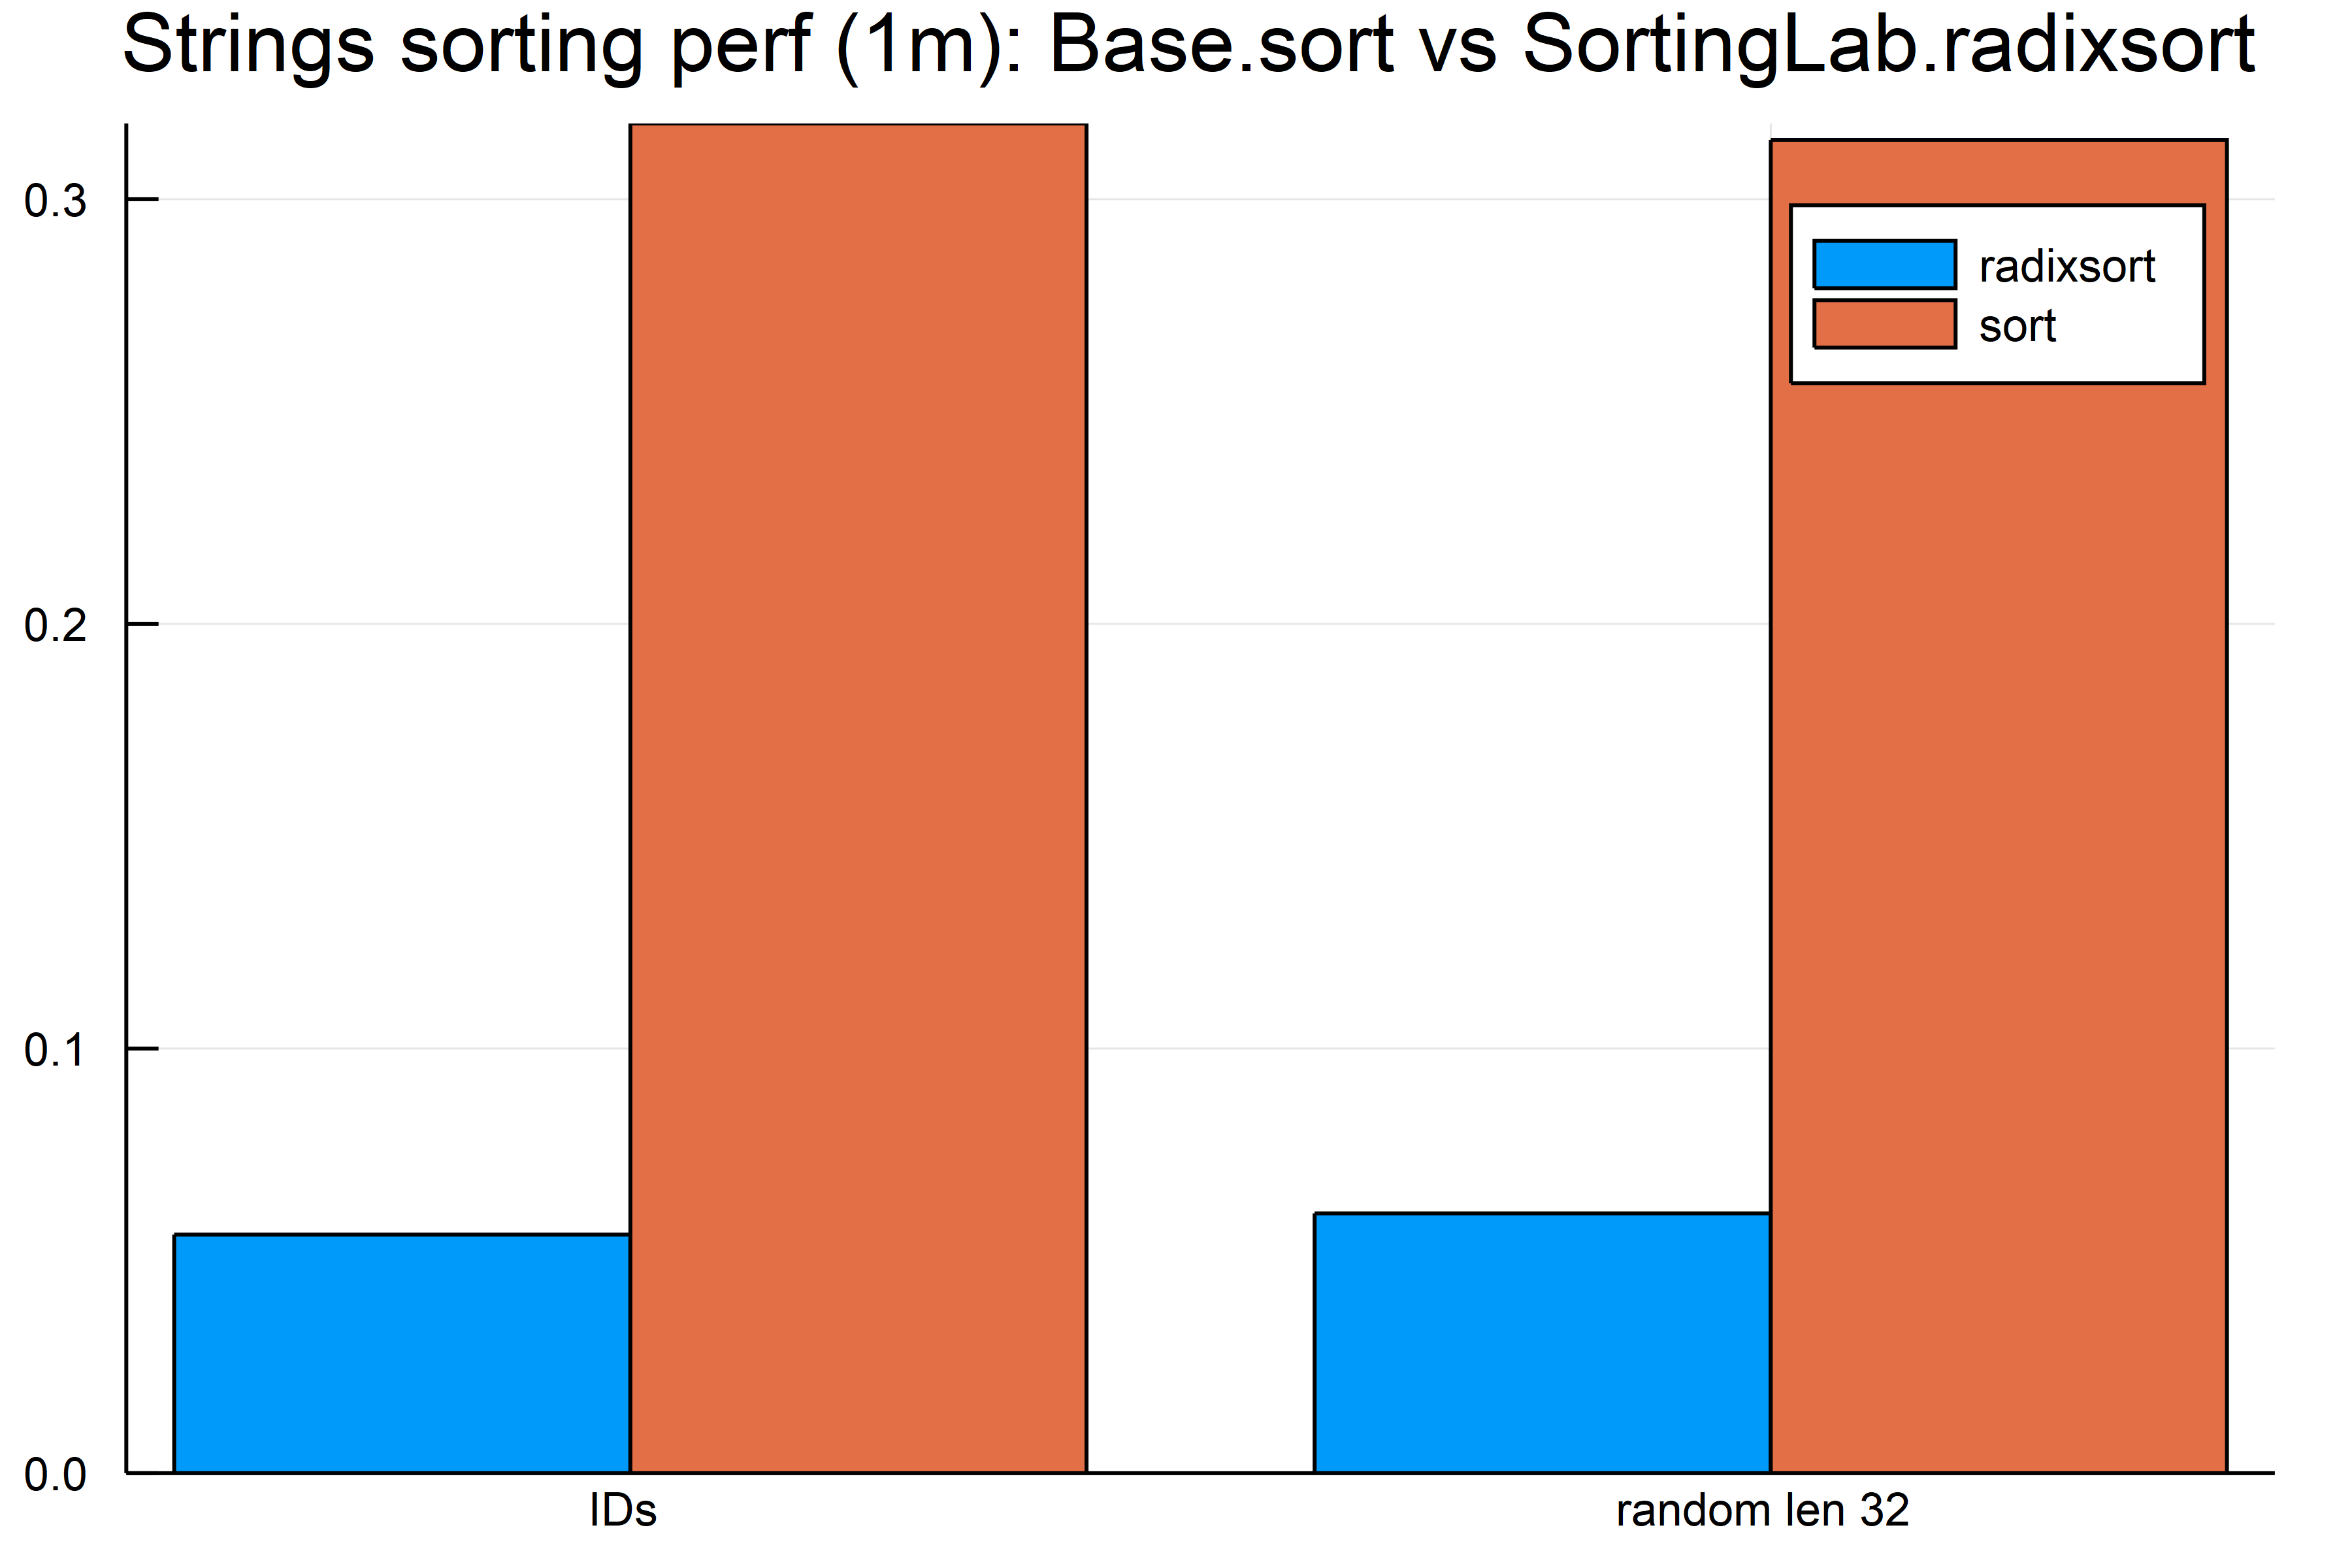 Strings sorting perf (1m): Base.sort vs SortingLab.radixsort
0.3
radixsort
sort
0.2
0.1
0.0
IDs
random len 32